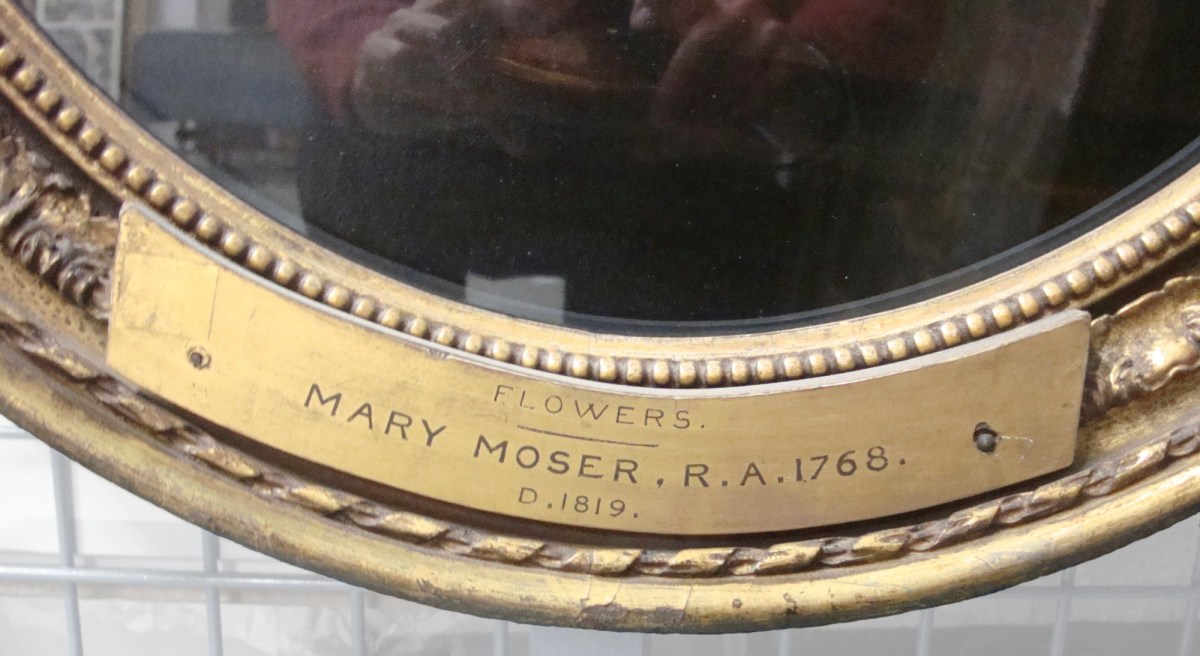 FLOWERS.
MARY MOSER, R.A. 1768.
D. 1819.